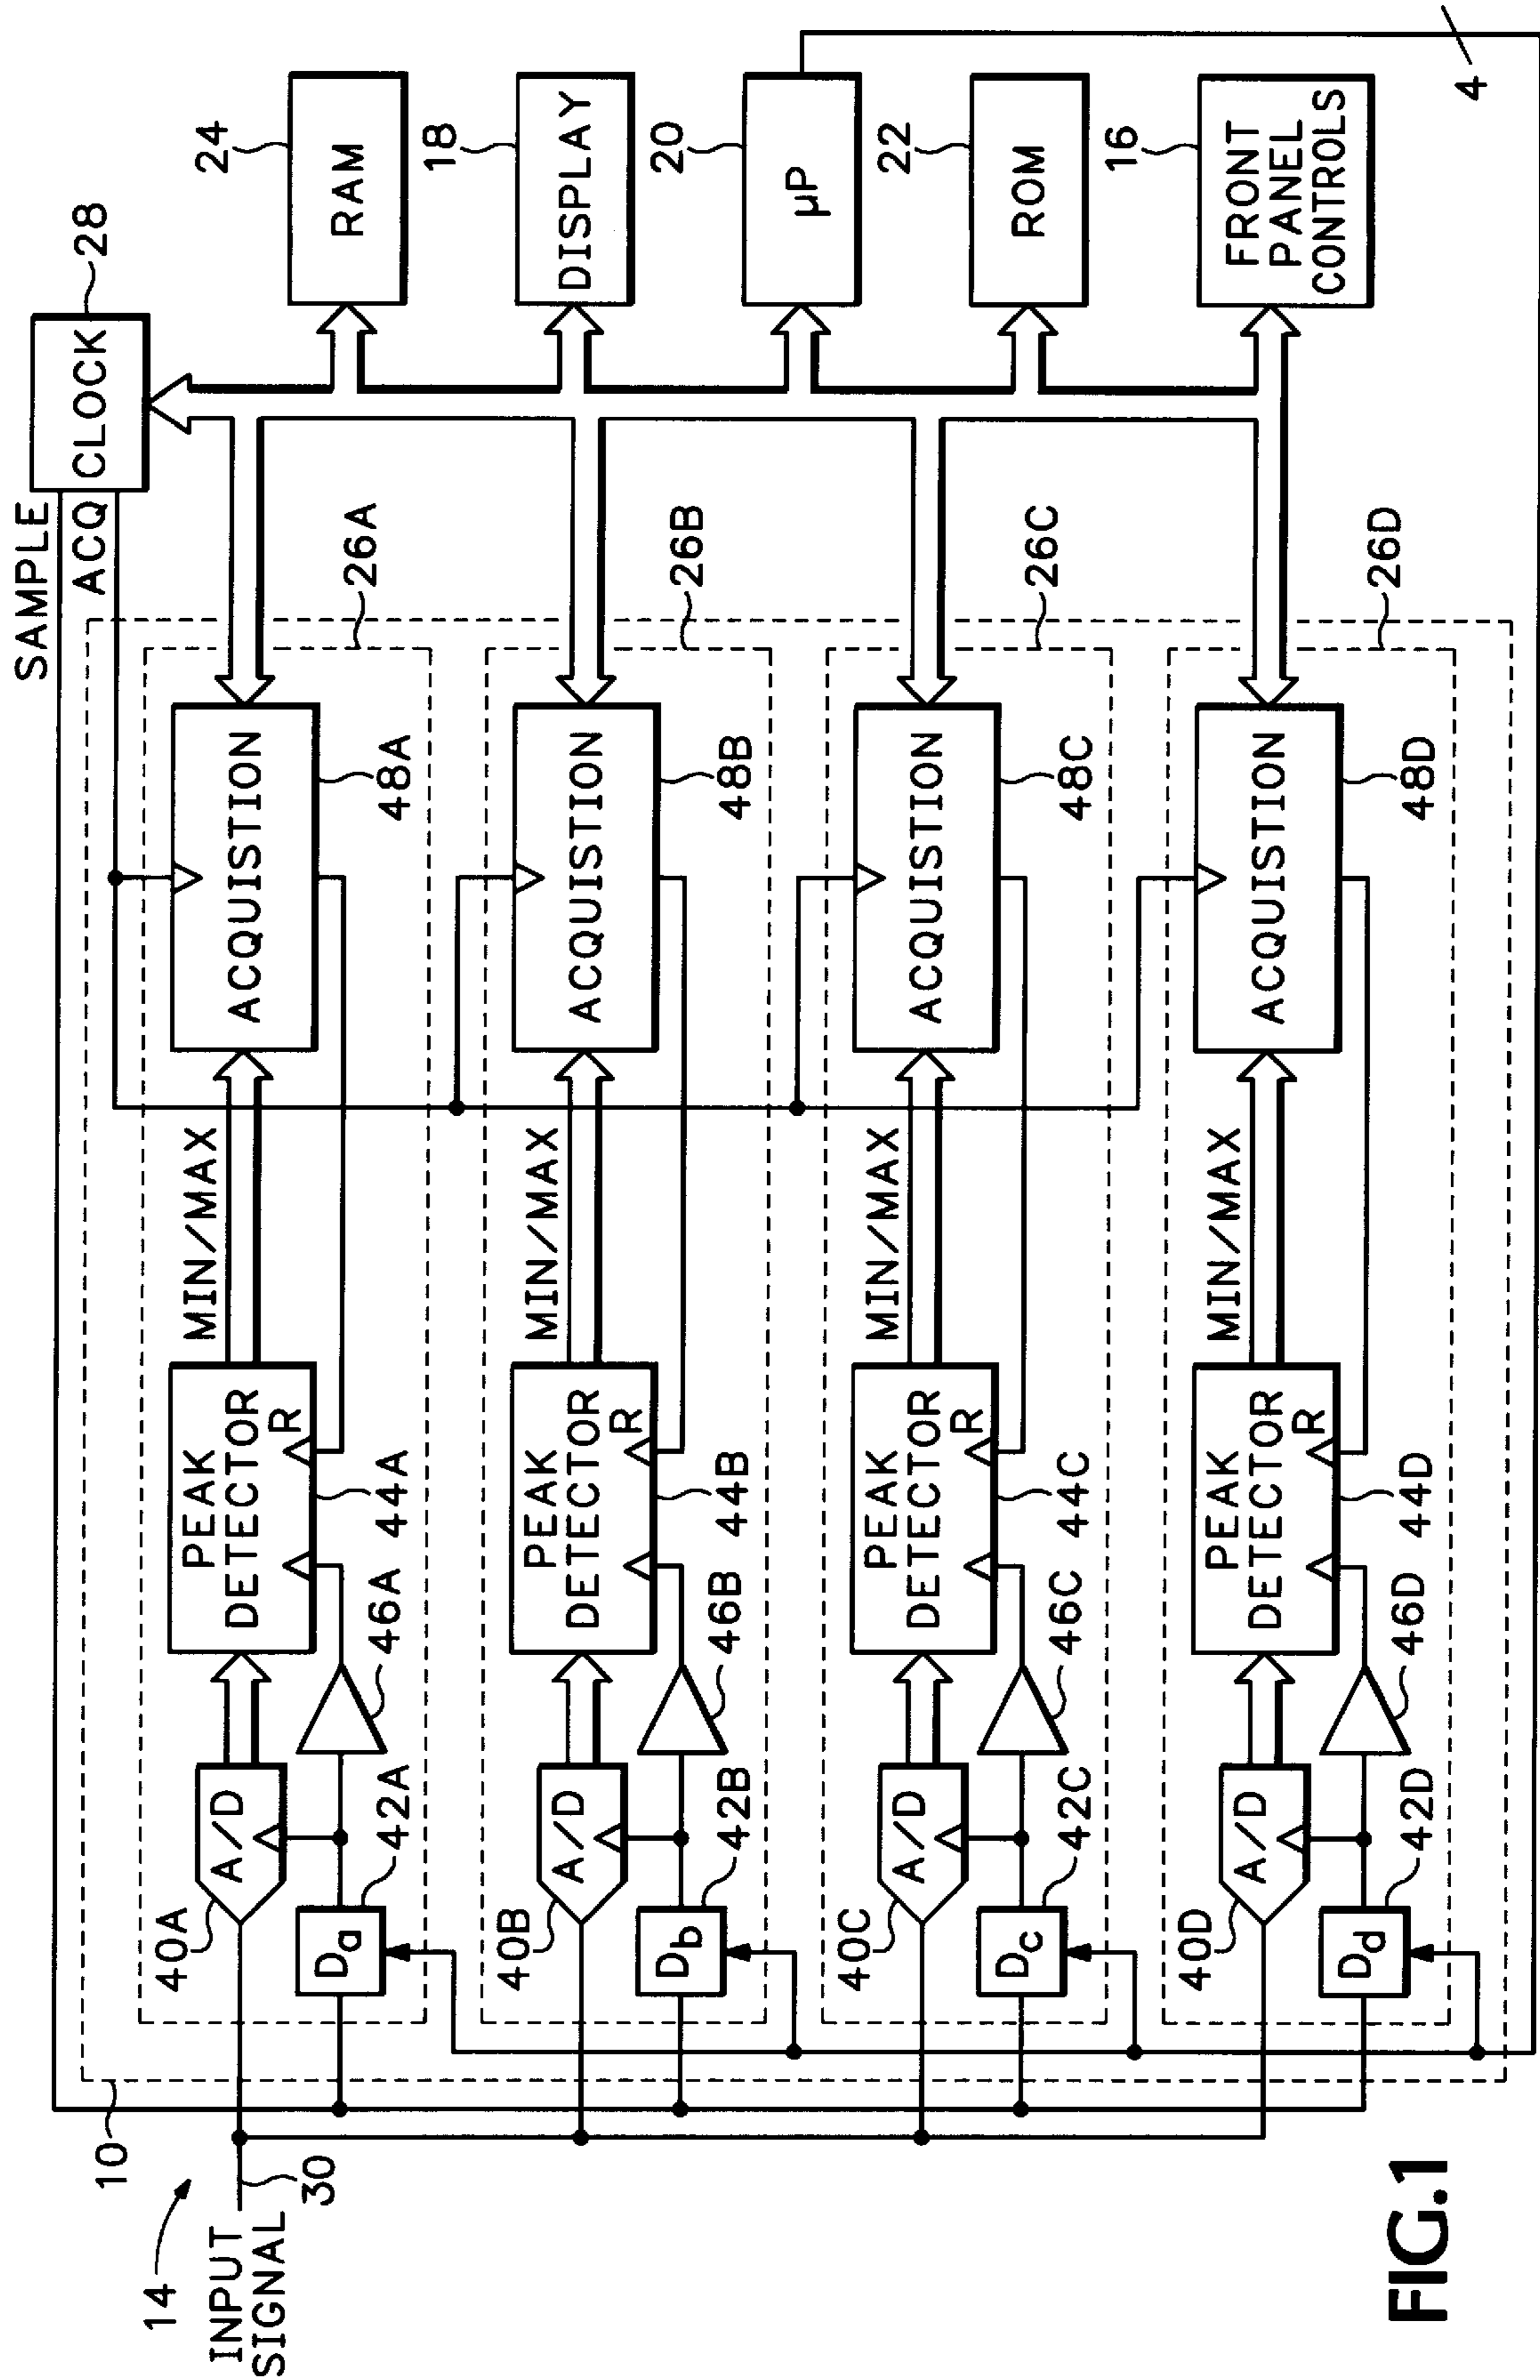 SAMPLE
ACQ
CLOCK
28
10
14
INPUT
SIGNAL
30
40A
A/D
Da
42A
46A
PEAK
DETECTOR
R
44A
MIN/MAX
ACQUISTION
48A
26A
RAM
24
40B
A/D
Db
42B
46B
PEAK
DETECTOR
R
44B
MIN/MAX
ACQUISTION
48B
26B
DISPLAY
18
µP
20
40C
A/D
Dc
42C
46C
PEAK
DETECTOR
R
44C
MIN/MAX
ACQUISTION
48C
26C
ROM
22
40D
A/D
Dd
42D
46D
PEAK
DETECTOR
R
44D
MIN/MAX
ACQUISTION
48D
26D
FRONT
PANEL
CONTROLS
16
4
FIG.1